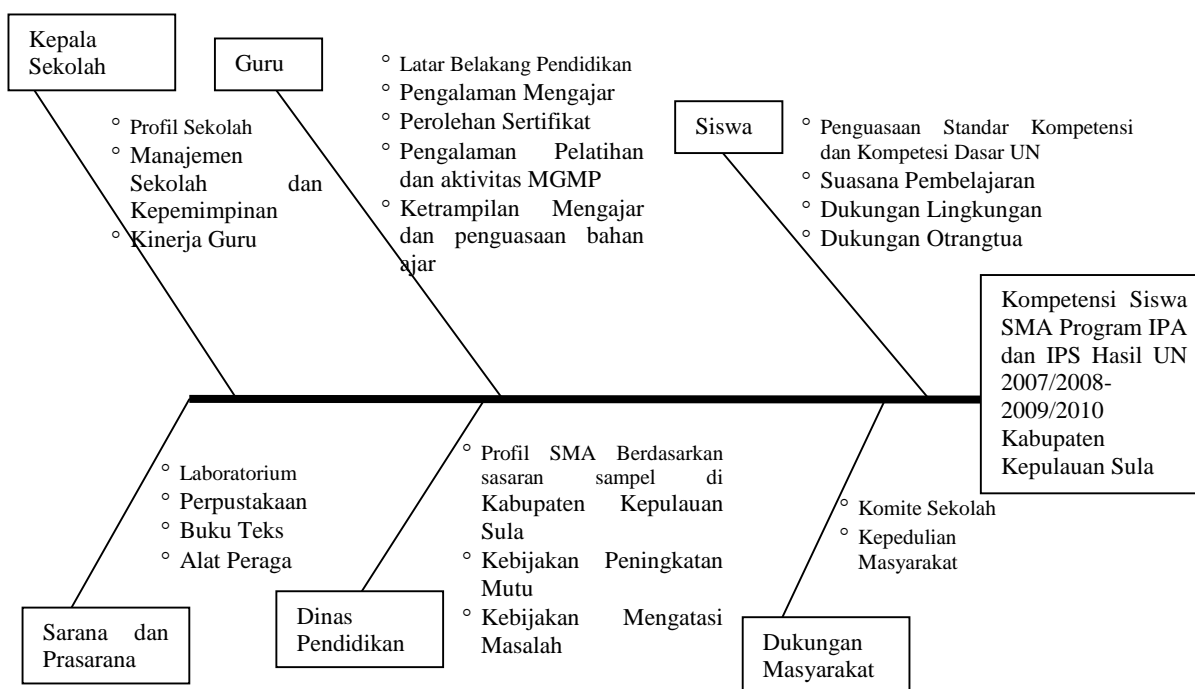 Kepala
Sekolah
° Profil Sekolah
° Manajemen
Sekolah dan
Kepemimpinan
° Kinerja Guru
Guru
° Latar Belakang Pendidikan
° Pengalaman Mengajar
° Perolehan Sertifikat
° Pengalaman Pelatihan
dan aktivitas MGMP
° Ketrampilan Mengajar
dan penguasaan bahan
ajar
Siswa
° Penguasaan Standar Kompetensi
dan Kompetesi Dasar UN
° Suasana Pembelajaran
° Dukungan Lingkungan
° Dukungan Otrangtua
Kompetensi Siswa
SMA Program IPA
dan IPS Hasil UN
2007/2008-
2009/2010
Kabupaten
Kepulauan Sula
° Laboratorium
° Perpustakaan
° Buku Teks
° Alat Peraga
Sarana dan
Prasarana
° Profil SMA Berdasarkan
sasaran sampel di
Kabupaten Kepulauan
Sula
° Kebijakan Peningkatan
Mutu
° Kebijakan Mengatasi
Masalah
Dinas
Pendidikan
° Komite Sekolah
° Kepedulian
Masyarakat
Dukungan
Masyarakat